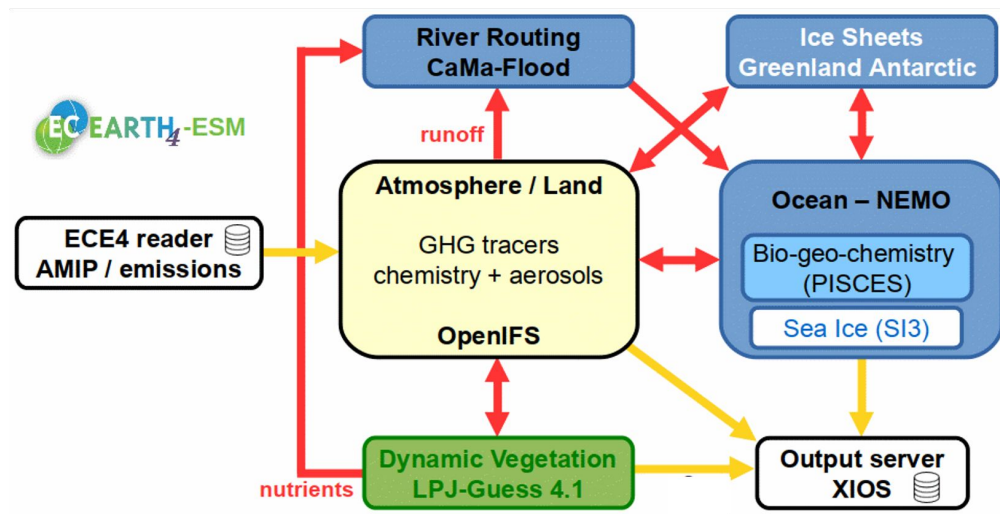 River Routing
CaMa-Flood
Ice Sheets
Greenland Antarctic
EC EARTH4-ESM
runoff
Atmosphere / Land
GHG tracers
chemistry + aerosols
OpenIFS
Ocean – NEMO
Bio-geo-chemistry
(PISCES)
Sea Ice (SI3)
ECE4 reader
AMIP / emissions
Dynamic Vegetation
LPJ-Guess 4.1
nutrients
Output server
XIOS